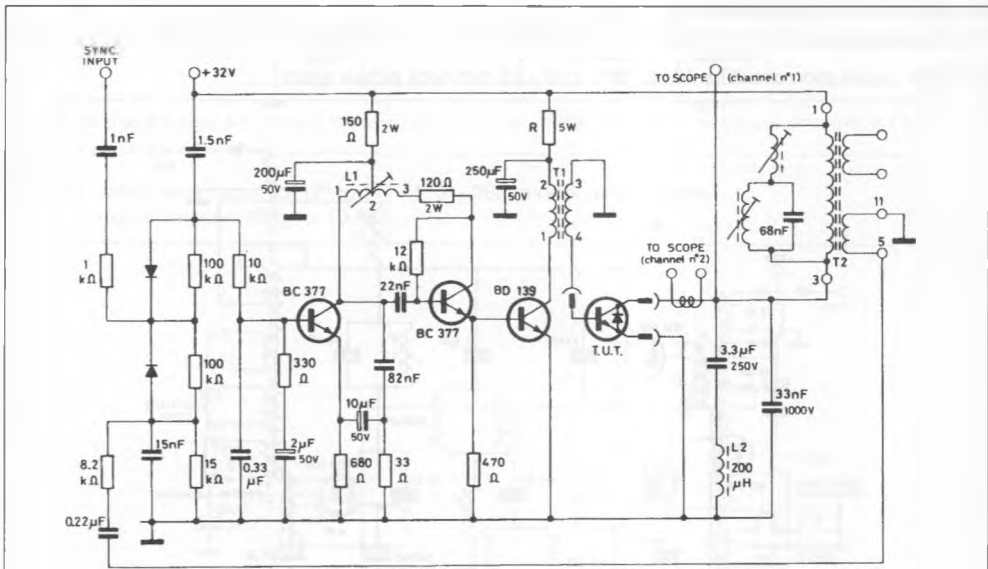 SYNC.
INPUT
+32V
TO SCOPE (channel n°1)
1nF
1.5nF
150
Ω
2W
R
5W
1
200µF
50V
L1
1
2
3
120Ω
2W
250µF
50V
T1
2
3
1
4
68nF
11
5
T2
3
1
kΩ
100
kΩ
10
kΩ
12
kΩ
22nF
BC 377
BC 377
BD 139
TO SCOPE
(channel n°2)
T.U.T.
100
kΩ
330
Ω
82nF
10µF
50V
3.3µF
250V
33nF
1000V
8.2
kΩ
15nF
15
kΩ
0.33
µF
2µF
50V
680
Ω
33
Ω
470
Ω
L2
200
µH
0.22µF